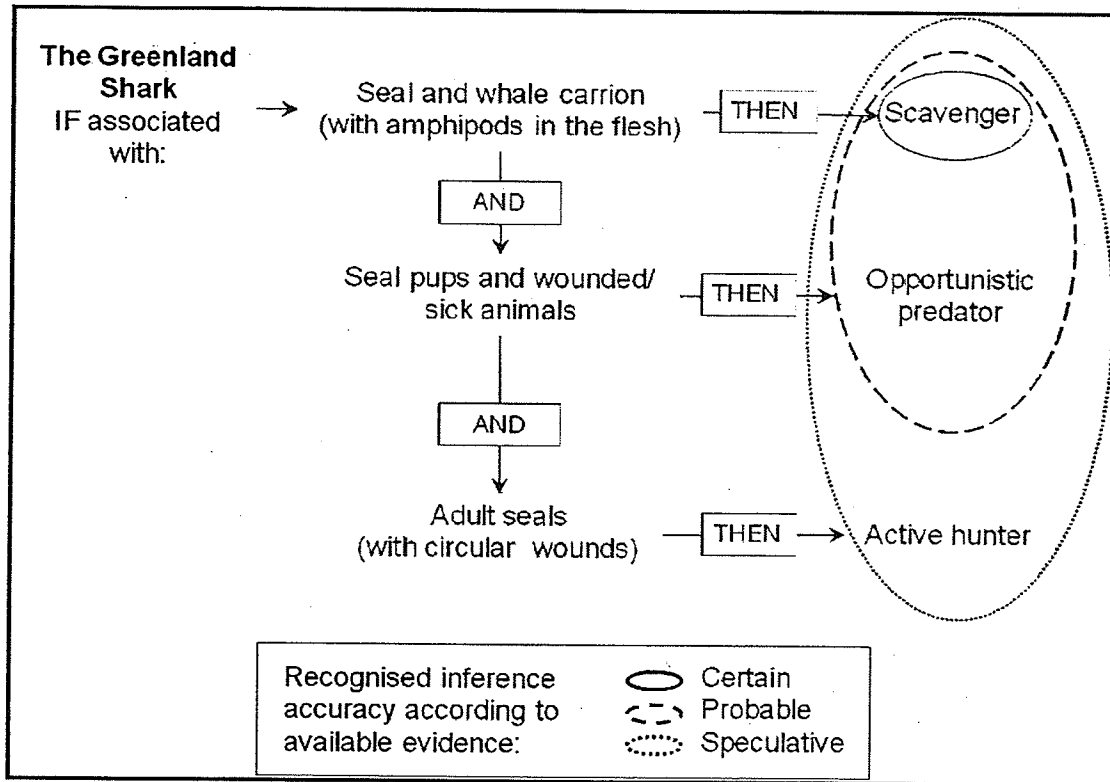 The Greenland
Shark
IF associated
with:
Seal and whale carrion
(with amphipods in the flesh)
THEN
Scavenger
AND
Seal pups and wounded/
sick animals
THEN
Opportunistic
predator
AND
Adult seals
(with circular wounds)
THEN
Active hunter
Recognised inference
accuracy according to
available evidence:
Certain
Probable
Speculative